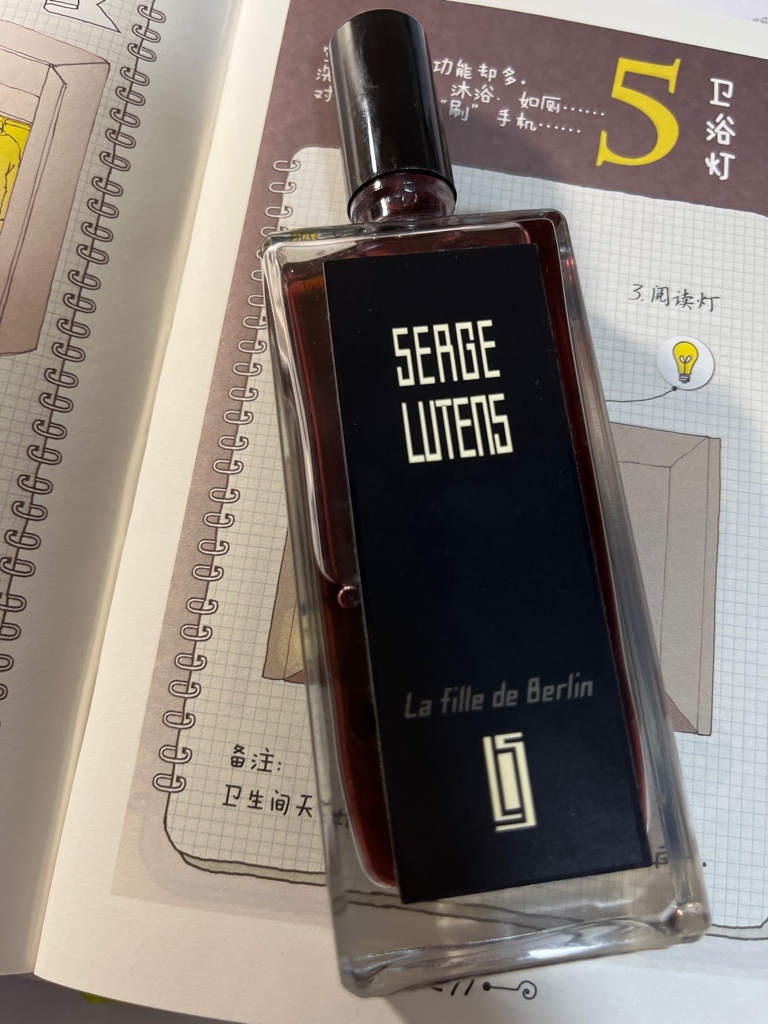 功能却多,
沐浴、如厕……
“刷”手机……
5
卫浴灯
3.阅读灯
SERGE
LUTENS
La fille de Berlin
备注:
卫生间天